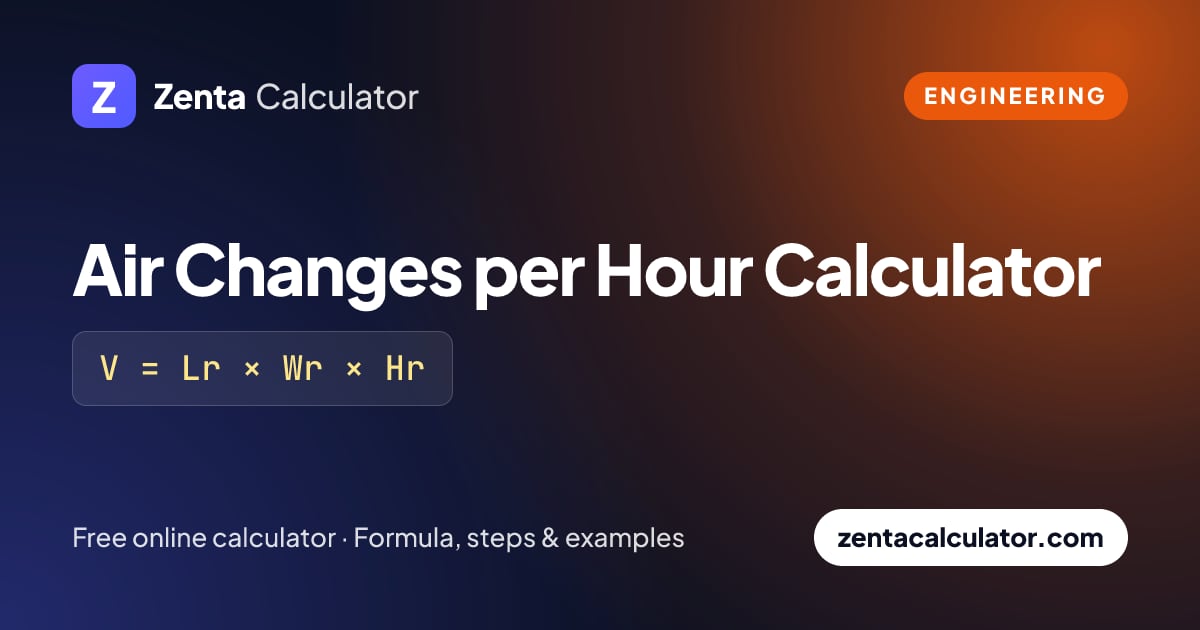 Z Zenta Calculator
ENGINEERING
Air Changes per Hour Calculator
V = Lr × Wr × Hr
Free online calculator · Formula, steps & examples
zentacalculator.com